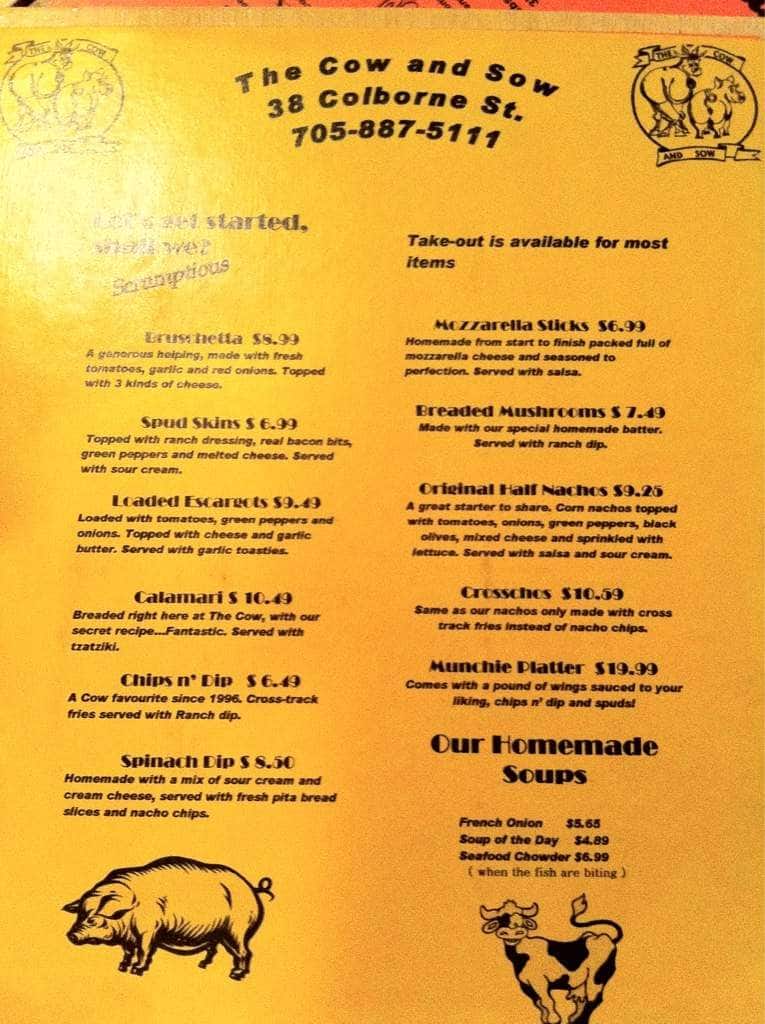 THE COW
THE COW
AND SOW
The Cow and Sow
38 Colborne St.
705-887-5111
Let's get started,
shall we?
Scrumptious
Bruschetta $8.99
A generous helping, made with fresh
tomatoes, garlic and red onions. Topped
with 3 kinds of cheese.
Spud Skins $ 6.99
Topped with ranch dressing, real bacon bits,
green peppers and melted cheese. Served
with sour cream.
Loaded Escargots $9.49
Loaded with tomatoes, green peppers and
onions. Topped with cheese and garlic
butter. Served with garlic toasties.
Calamari $ 10.49
Breaded right here at The Cow, with our
secret recipe...Fantastic. Served with
tzatziki.
Chips n' Dip $ 6.49
A Cow favourite since 1996. Cross-track
fries served with Ranch dip.
Spinach Dip $ 8.50
Homemade with a mix of sour cream and
cream cheese, served with fresh pita bread
slices and nacho chips.
Take-out is available for most
items
Mozzarella Sticks $6.99
Homemade from start to finish packed full of
mozzarella cheese and seasoned to
perfection. Served with salsa.
Breaded Mushrooms $ 7.49
Made with our special homemade batter.
Served with ranch dip.
Original Half Nachos $9.25
A great starter to share. Corn nachos topped
with tomatoes, onions, green peppers, black
olives, mixed cheese and sprinkled with
lettuce. Served with salsa and sour cream.
Crosschos $10.59
Same as our nachos only made with cross
track fries instead of nacho chips.
Munchie Platter $19.99
Comes with a pound of wings sauced to your
liking, chips n' dip and spuds!
Our Homemade
Soups
French Onion $5.65
Soup of the Day $4.89
Seafood Chowder $6.99
( when the fish are biting )